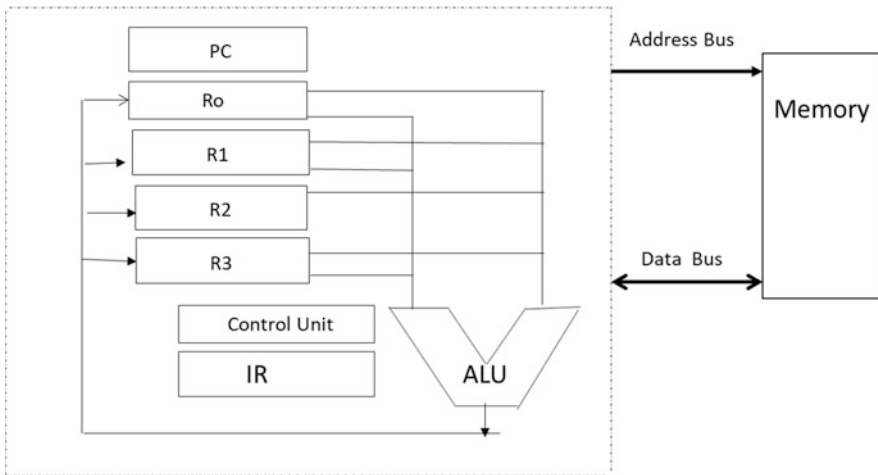 PC
Address Bus
Ro
Memory
R1
R2
R3
Data Bus
Control Unit
IR
ALU